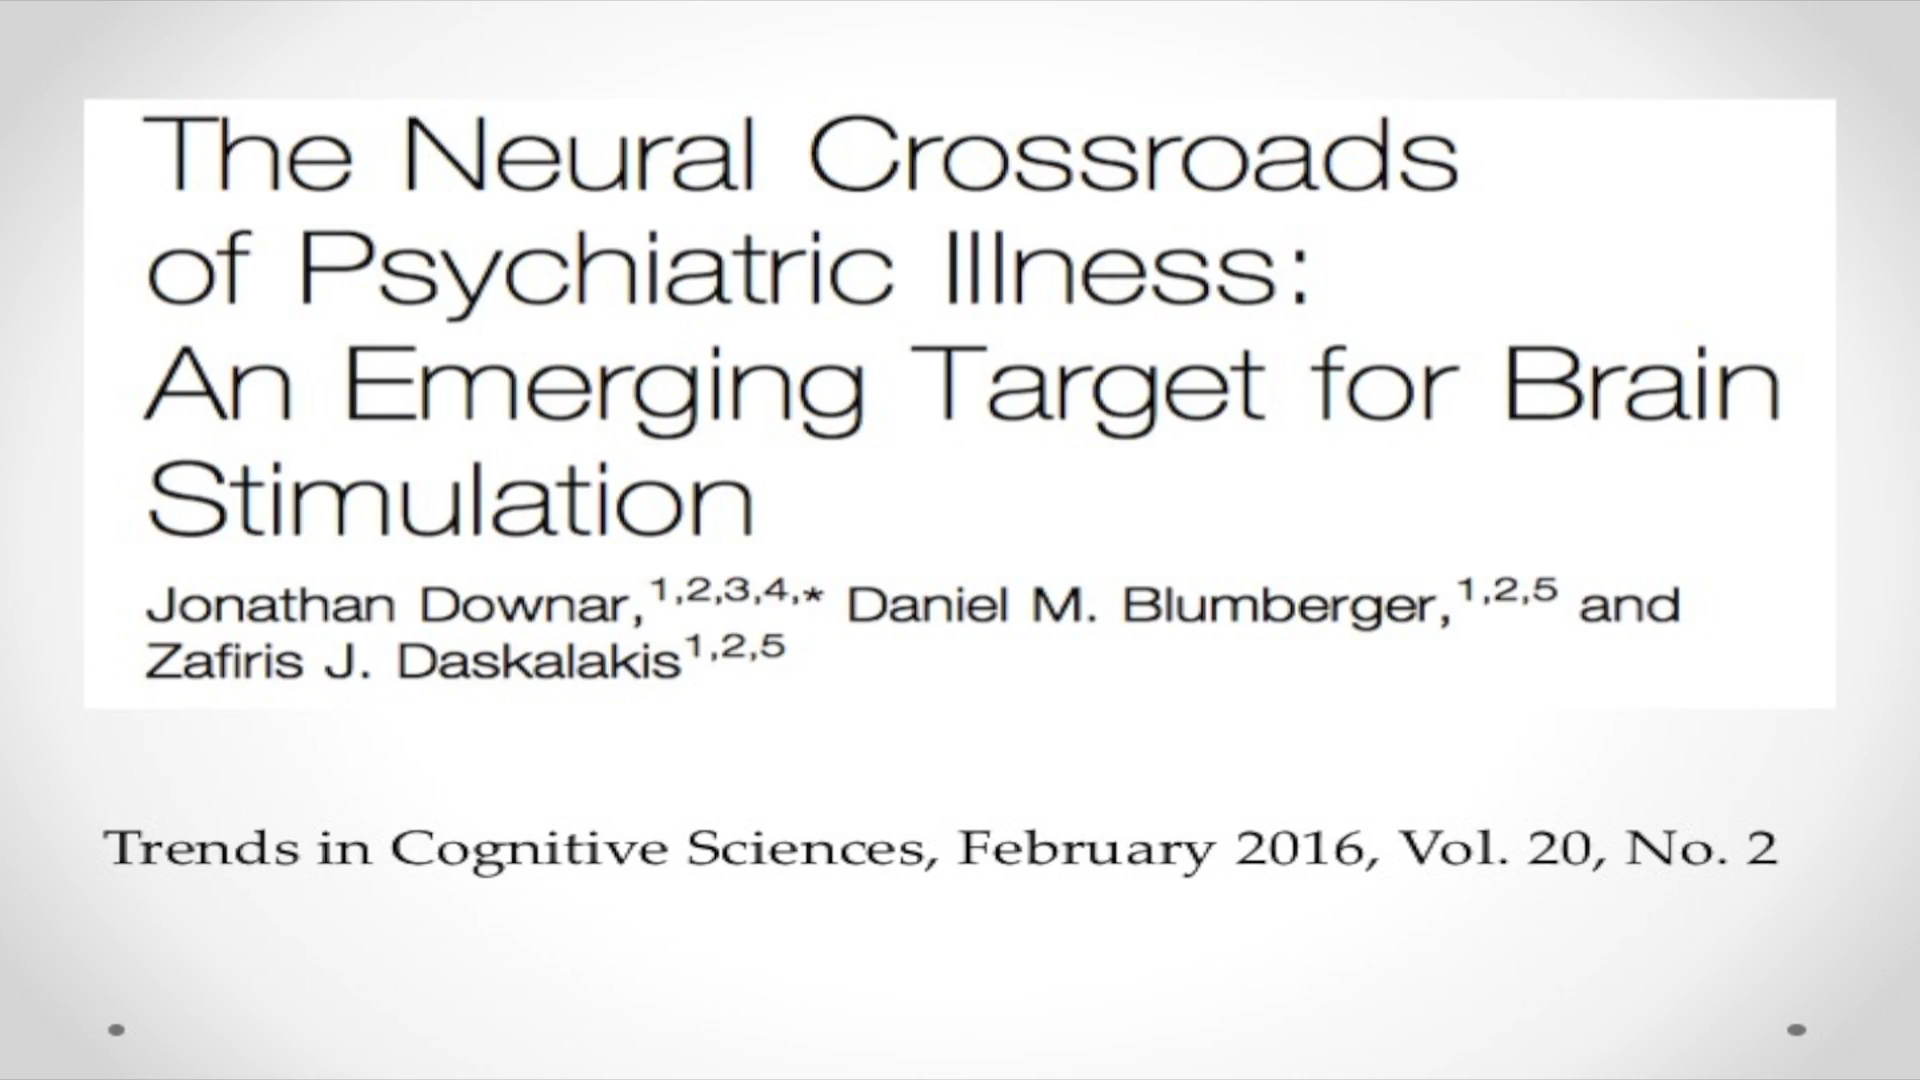 The Neural Crossroads
of Psychiatric Illness:
An Emerging Target for Brain
Stimulation
Jonathan Downar,1,2,3,4,* Daniel M. Blumberger,1,2,5 and
Zafiris J. Daskalakis1,2,5
Trends in Cognitive Sciences, February 2016, Vol. 20, No. 2